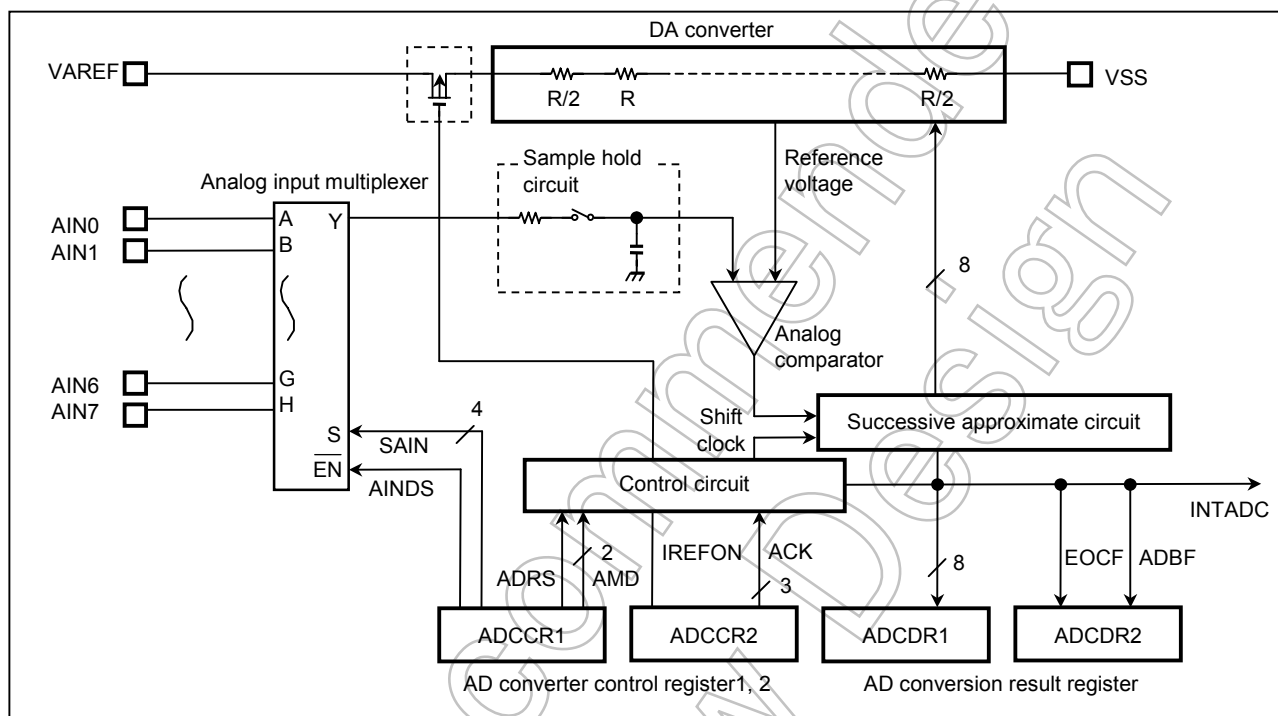 DA converter
VAREF
VSS
R/2
R
R/2
Sample hold
circuit
Reference
voltage
Analog input multiplexer
AIN0
A
Y
AIN1
B
8
Analog
comparator
AIN6
G
AIN7
H
4
S
SAIN
Shift
clock
Successive approximate circuit
EN
AINDS
Control circuit
INTADC
ADRS
2
AMD
IREFON
ACK
3
8
EOCF
ADBF
ADCCR1
ADCCR2
ADCDR1
ADCDR2
AD converter control register1, 2
AD conversion result register
commende
w Design